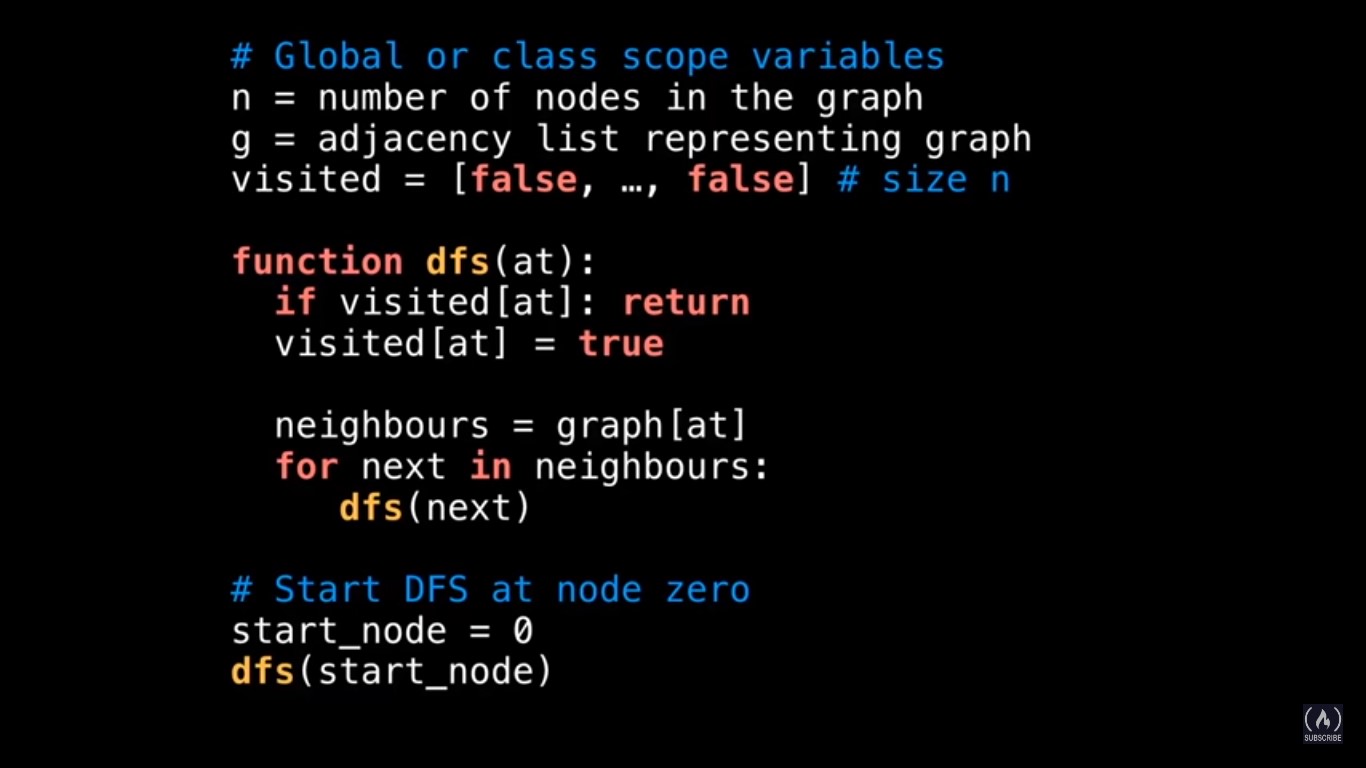 # Global or class scope variables
n = number of nodes in the graph
g = adjacency list representing graph
visited = [false, …, false] # size n
function dfs(at):
if visited[at]: return
visited[at] = true
neighbours = graph[at]
for next in neighbours:
dfs(next)
# Start DFS at node zero
start_node = 0
dfs(start_node)
SUBSCRIBE